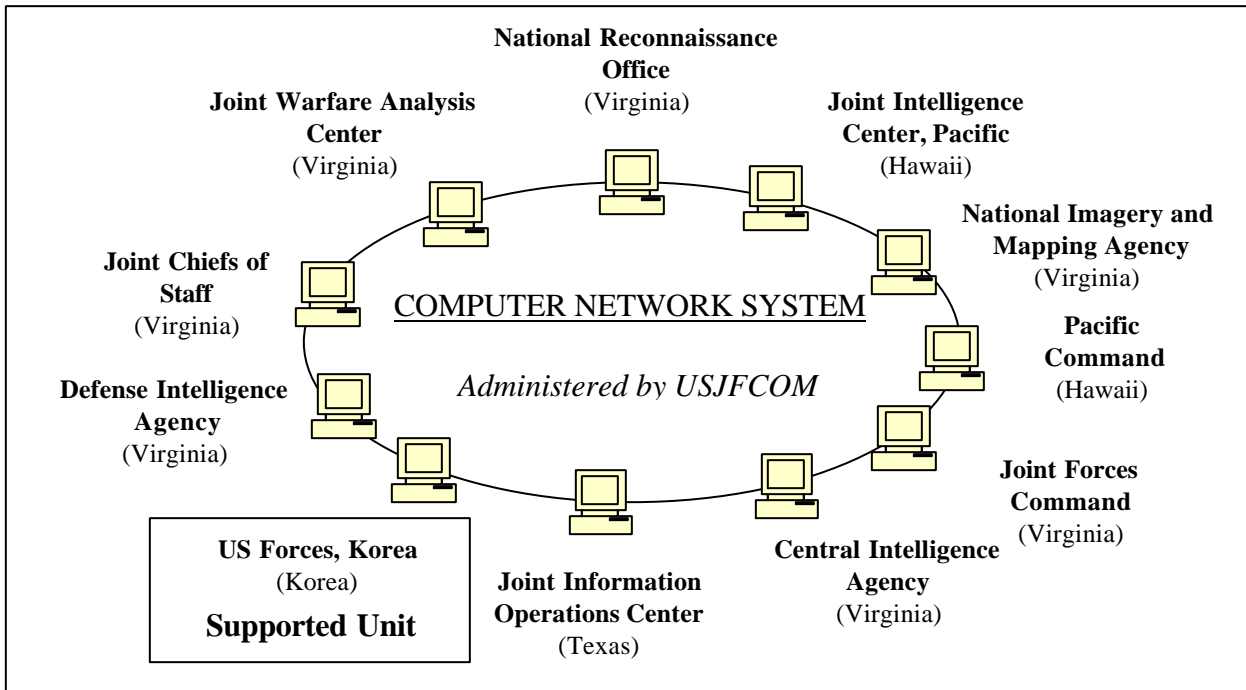 National Reconnaissance
Office
(Virginia)
Joint Warfare Analysis
Center
(Virginia)
Joint Intelligence
Center, Pacific
(Hawaii)
National Imagery and
Mapping Agency
(Virginia)
Joint Chiefs of
Staff
(Virginia)
COMPUTER NETWORK SYSTEM
Pacific
Command
(Hawaii)
Administered by USJFCOM
Defense Intelligence
Agency
(Virginia)
Joint Forces
Command
(Virginia)
US Forces, Korea
(Korea)
Supported Unit
Joint Information
Operations Center
(Texas)
Central Intelligence
Agency
(Virginia)